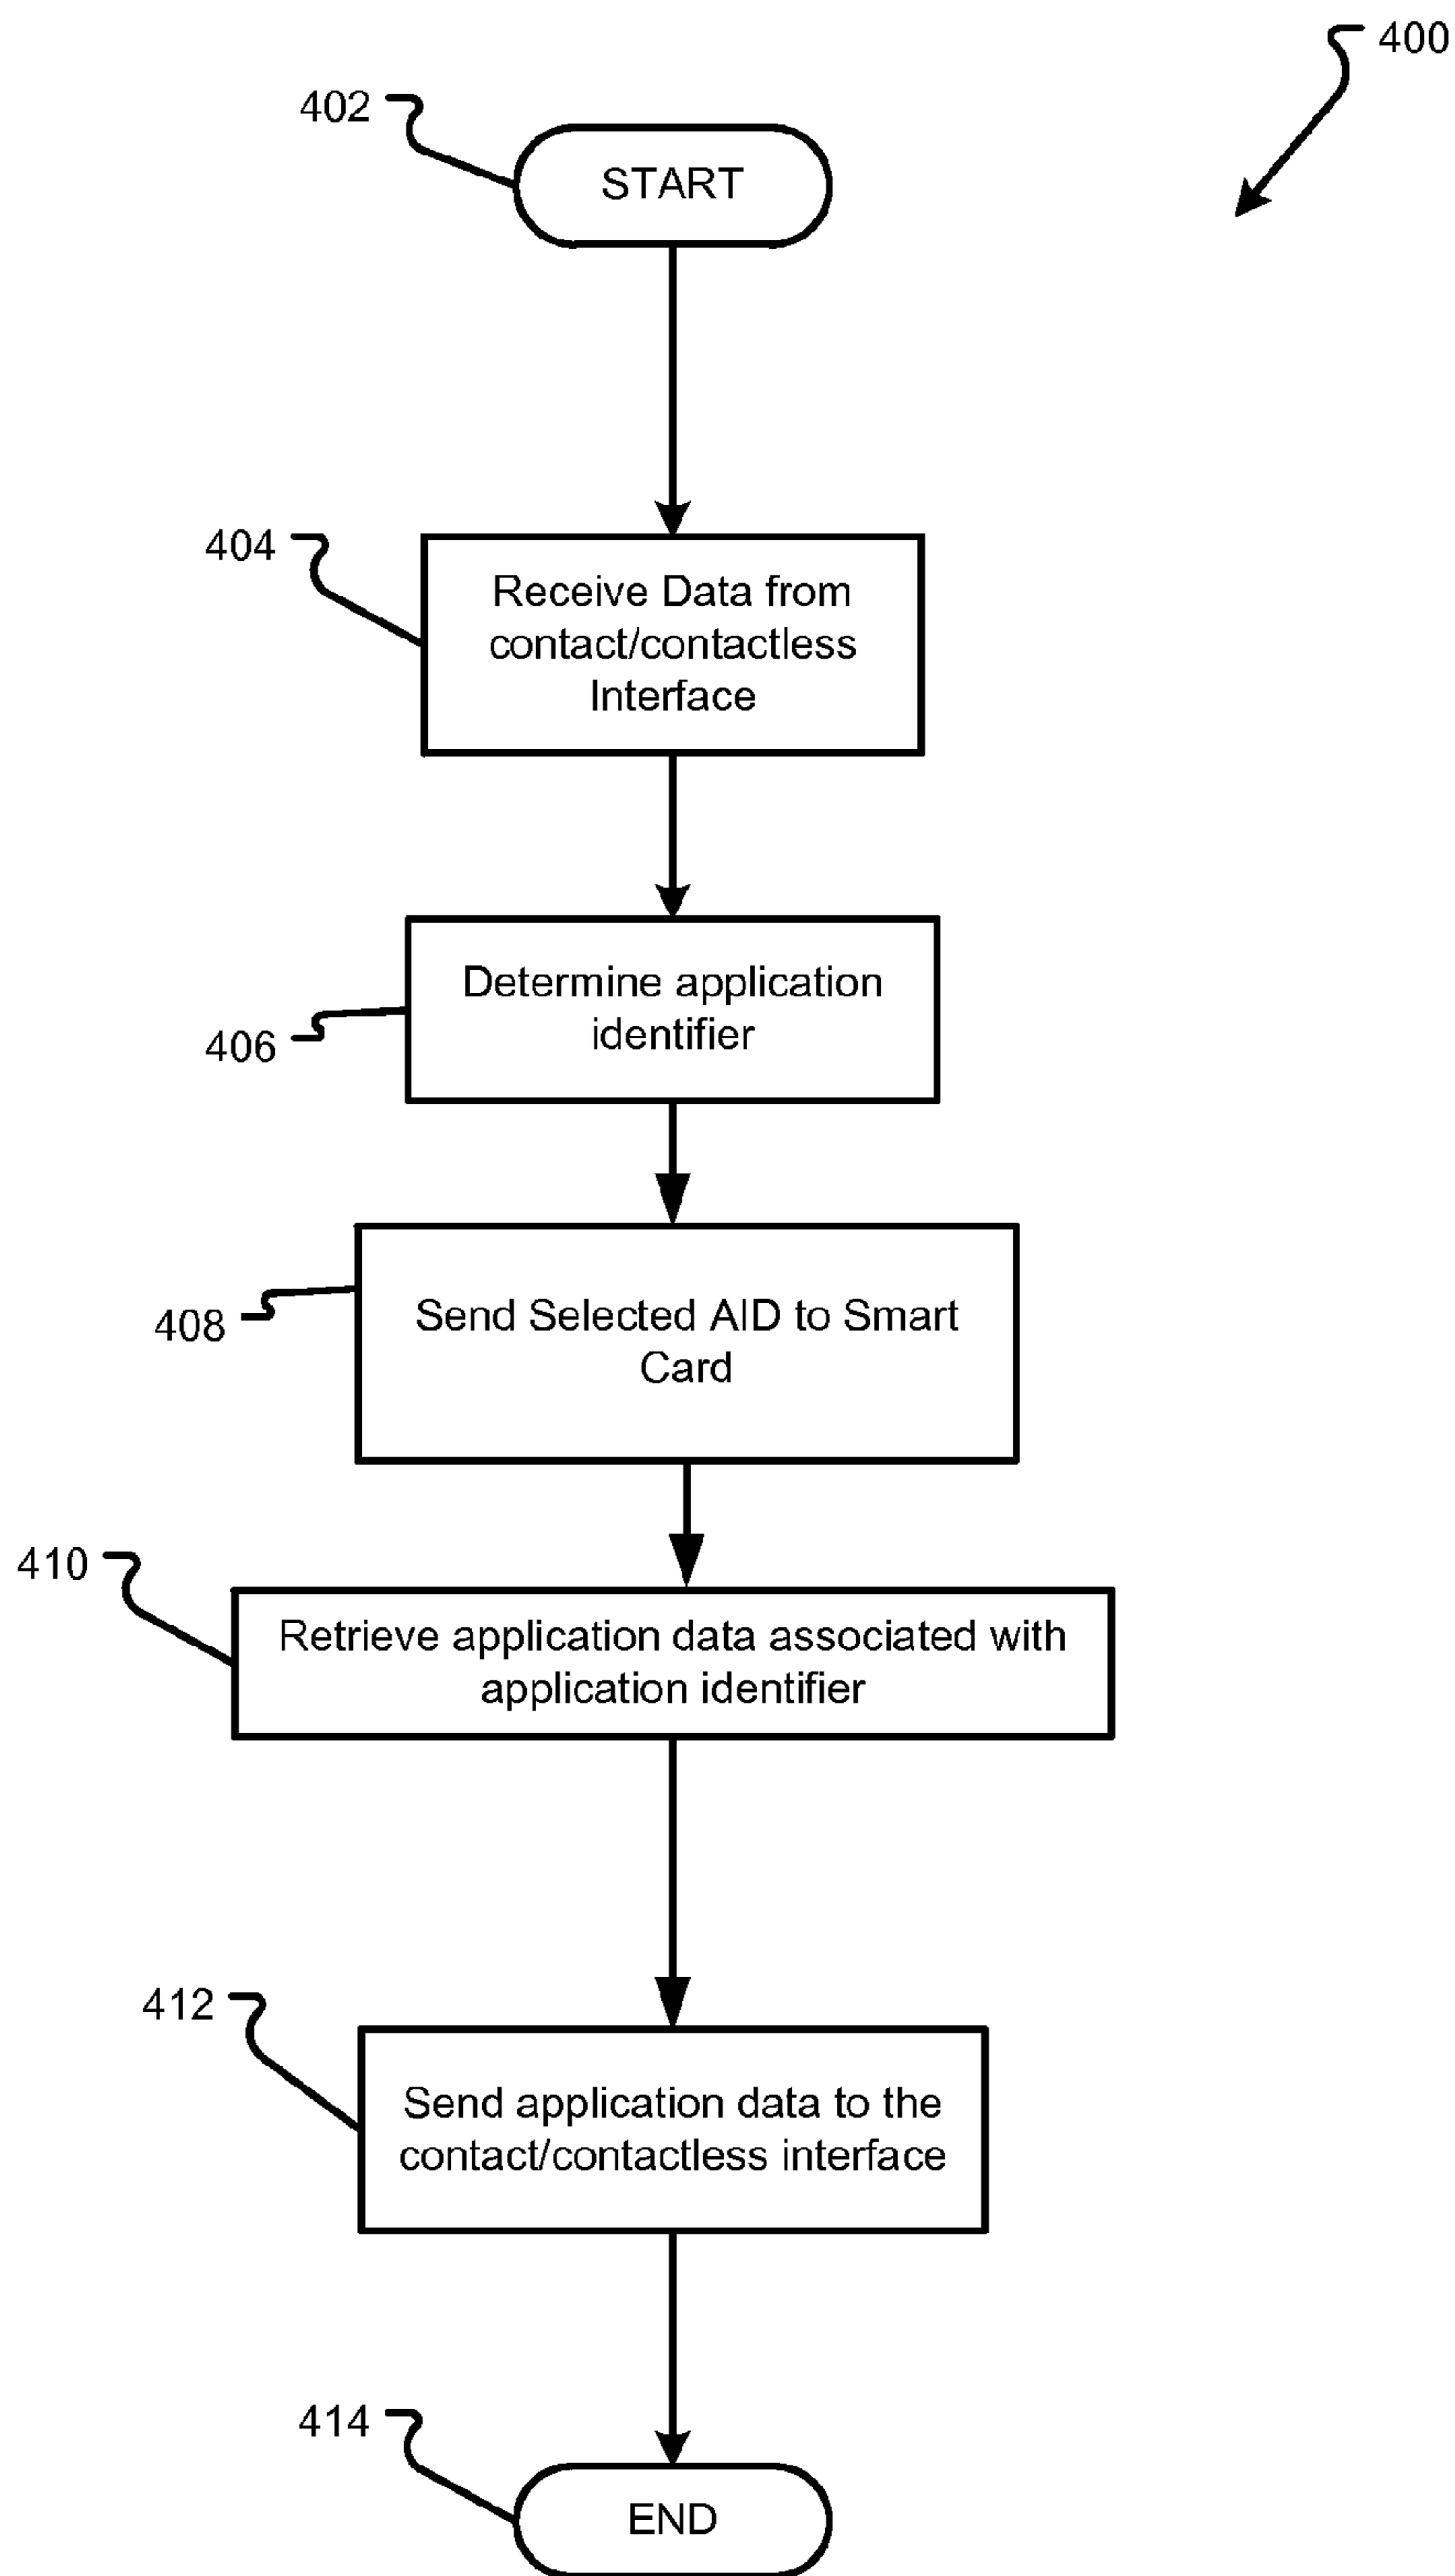 400
402
START
404
Receive Data from
contact/contactless
Interface
Determine application
identifier
406
408
Send Selected AID to Smart
Card
410
Retrieve application data associated with
application identifier
412
Send application data to the
contact/contactless interface
414
END